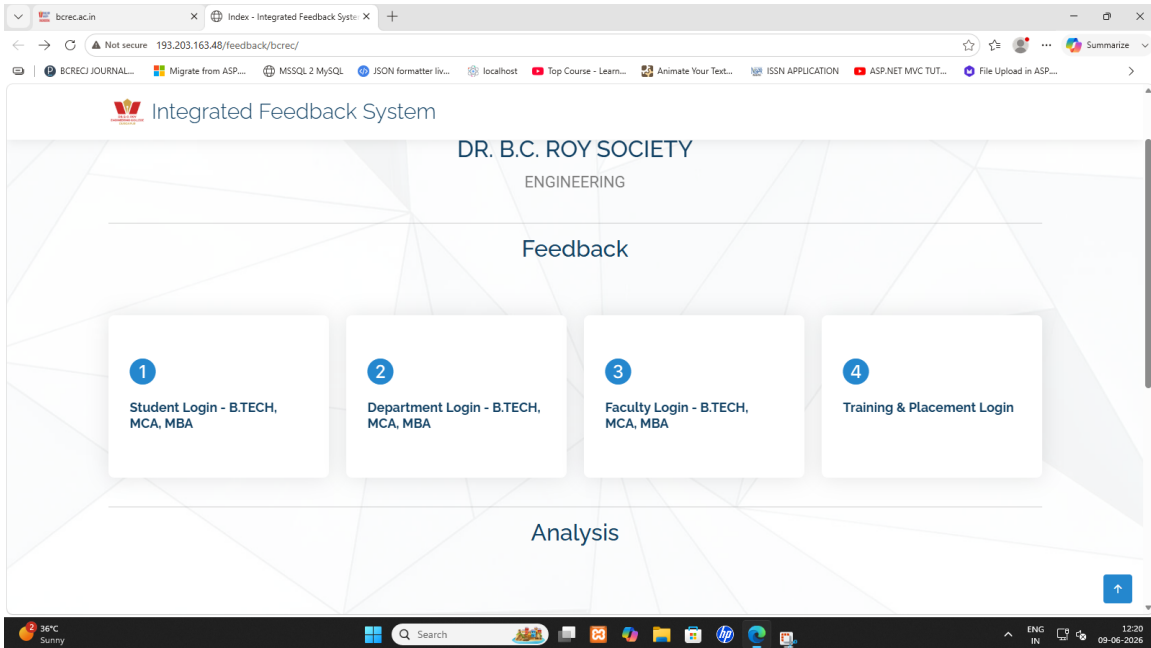 bcrec.ac.in
Index - Integrated Feedback Syste
Not secure 193.203.163.48/feedback/bcrec/
Summarize
BCRECJ JOURNAL...
Migrate from ASP....
MSSQL 2 MySQL
JSON formatter liv...
localhost
Top Course - Learn...
Animate Your Text...
ISSN APPLICATION
ASP.NET MVC TUT...
File Upload in ASP....
Integrated Feedback System
DR. B.C. ROY SOCIETY
ENGINEERING
Feedback
1
Student Login - B.TECH,
MCA, MBA
2
Department Login - B.TECH,
MCA, MBA
3
Faculty Login - B.TECH,
MCA, MBA
4
Training & Placement Login
Analysis
2
36°C
Sunny
Search
ENG
IN
12:20
09-06-2026